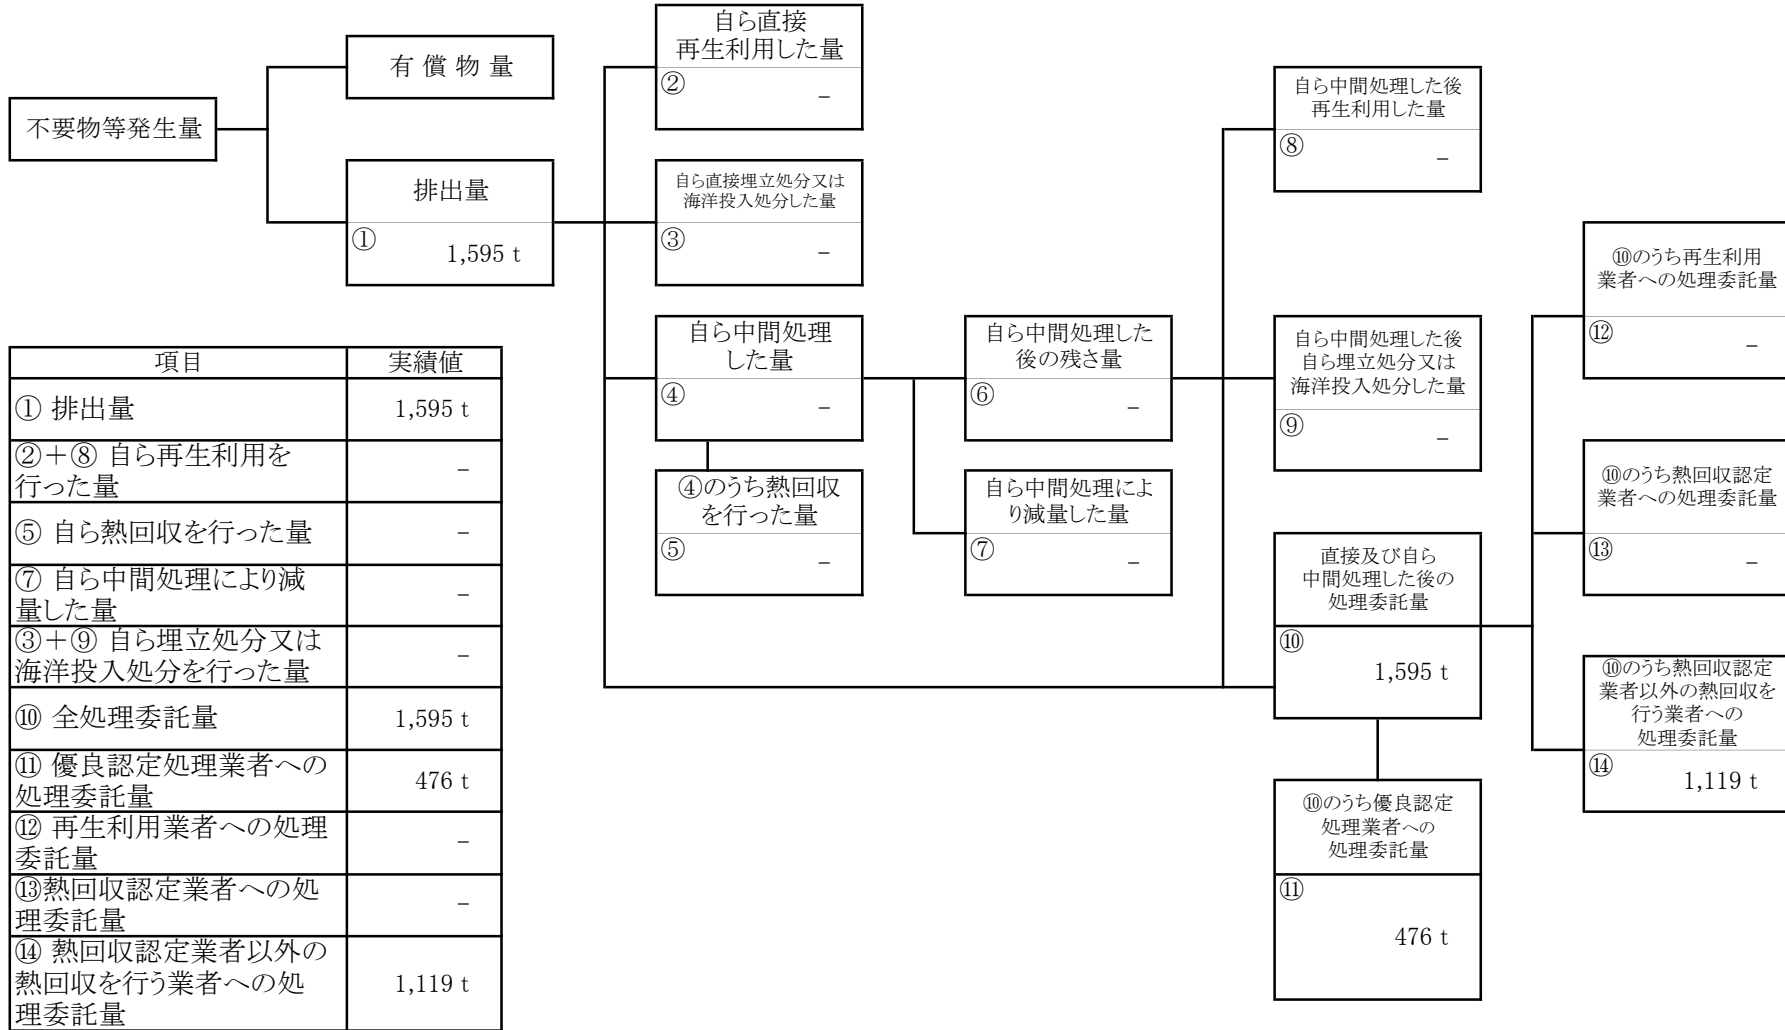 不要物等発生量
有 償 物 量
排出量
①
1,595 t
自ら直接
再生利用した量
②
－
自ら直接埋立処分又は
海洋投入処分した量
③
－
自ら中間処理
した量
④
－
④のうち熱回収
を行った量
⑤
－
自ら中間処理した
後の残さ量
⑥
－
自ら中間処理によ
り減量した量
⑦
－
自ら中間処理した後
再生利用した量
⑧
－
自ら中間処理した後
自ら埋立処分又は
海洋投入処分した量
⑨
－
直接及び自ら
中間処理した後の
処理委託量
⑩
1,595 t
⑩のうち優良認定
処理業者への
処理委託量
⑪
476 t
⑩のうち再生利用
業者への処理委託量
⑫
－
⑩のうち熱回収認定
業者への処理委託量
⑬
－
⑩のうち熱回収認定
業者以外の熱回収を
行う業者への
処理委託量
⑭
1,119 t
項目 実績値
① 排出量 1,595 t
②＋⑧ 自ら再生利用を
行った量 －
⑤ 自ら熱回収を行った量 －
⑦ 自ら中間処理により減
量した量 －
③＋⑨ 自ら埋立処分又は
海洋投入処分を行った量 －
⑩ 全処理委託量 1,595 t
⑪ 優良認定処理業者への
処理委託量 476 t
⑫ 再生利用業者への処理
委託量 －
⑬熱回収認定業者への処
理委託量 －
⑭ 熱回収認定業者以外の
熱回収を行う業者への処
理委託量 1,119 t